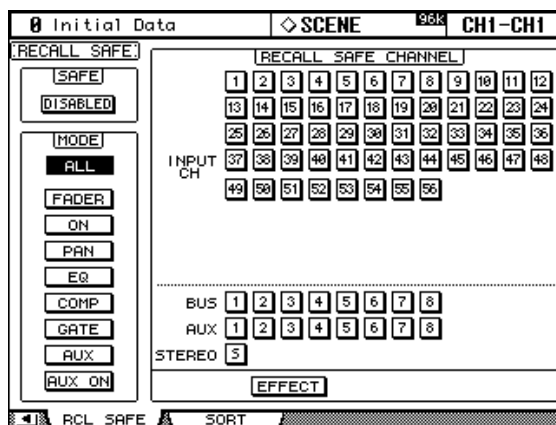 0 Initial Data ◇SCENE 96k CH1-CH1
RECALL SAFE
SAFE
DISABLED
MODE
ALL
FADER
ON
PAN
EQ
COMP
GATE
AUX
AUX ON
RECALL SAFE CHANNEL
INPUT CH
1 2 3 4 5 6 7 8 9 10 11 12
13 14 15 16 17 18 19 20 21 22 23 24
25 26 27 28 29 30 31 32 33 34 35 36
37 38 39 40 41 42 43 44 45 46 47 48
49 50 51 52 53 54 55 56
BUS 1 2 3 4 5 6 7 8
AUX 1 2 3 4 5 6 7 8
STEREO S
EFFECT
RCL SAFE SORT